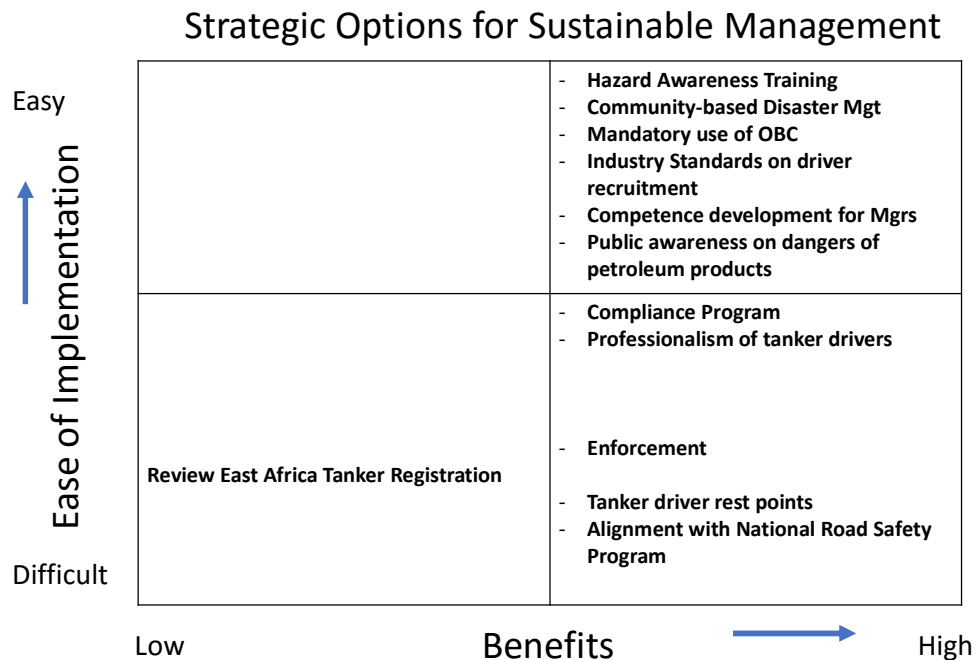 Strategic Options for Sustainable Management
Easy
Ease of Implementation
Difficult
- Hazard Awareness Training
- Community-based Disaster Mgt
- Mandatory use of OBC
- Industry Standards on driver
recruitment
- Competence development for Mgrs
- Public awareness on dangers of
petroleum products
Review East Africa Tanker Registration
- Compliance Program
- Professionalism of tanker drivers
- Enforcement
- Tanker driver rest points
- Alignment with National Road Safety
Program
Low
Benefits
High